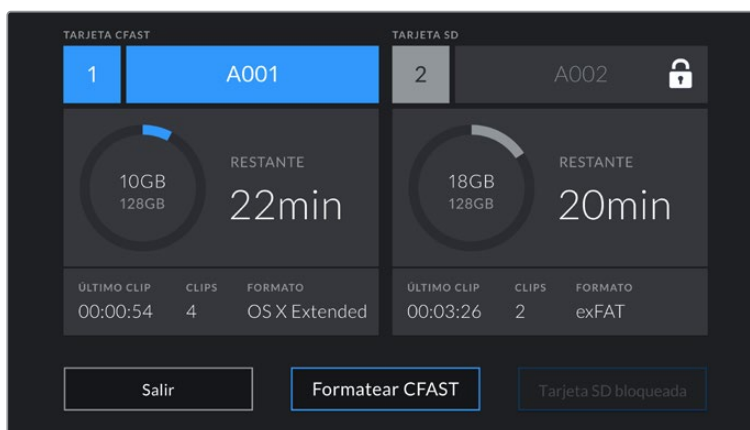 TARJETA CFAST
1
A001
10GB
128GB
RESTANTE
22min
ÚLTIMO CLIP CLIPS FORMATO
00:00:54 4 OS X Extended
TARJETA SD
2
A002
18GB
128GB
RESTANTE
20min
ÚLTIMO CLIP CLIPS FORMATO
00:03:26 2 exFAT
Salir
Formatear CFAST
Tarjeta SD bloqueada